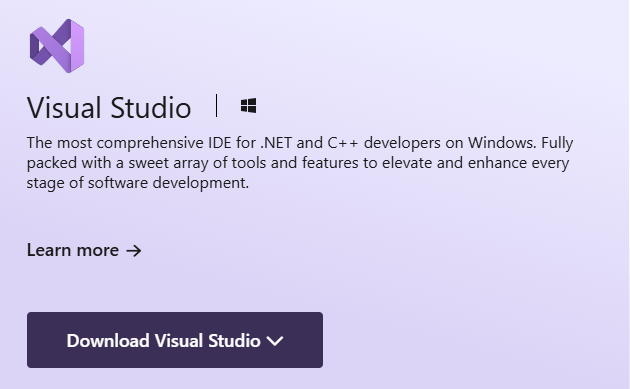 Visual Studio
The most comprehensive IDE for .NET and C++ developers on Windows. Fully
packed with a sweet array of tools and features to elevate and enhance every
stage of software development.
Learn more →
Download Visual Studio